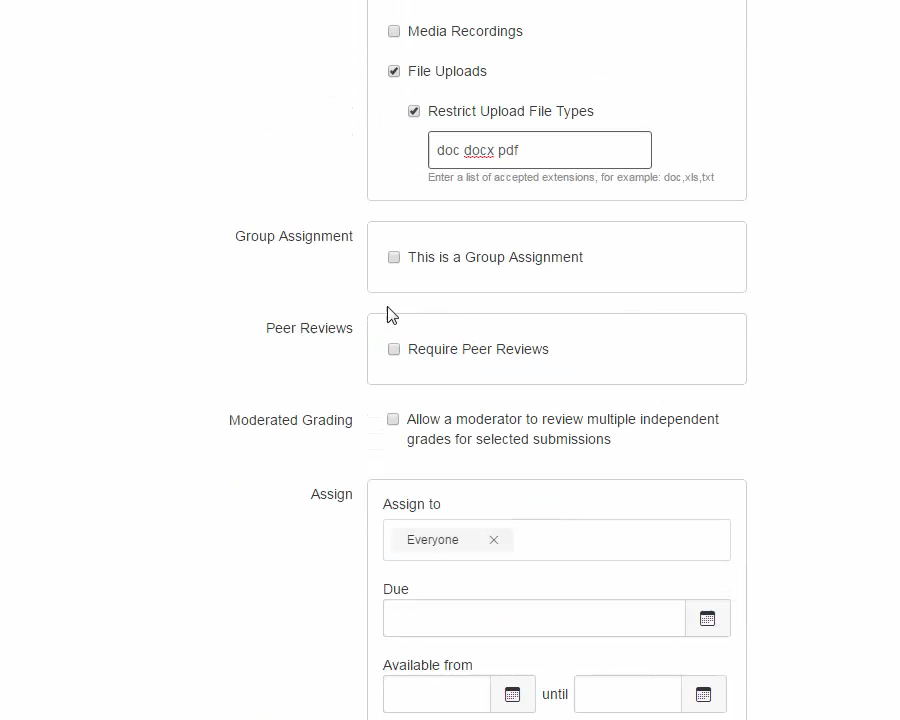 Media Recordings
File Uploads
Restrict Upload File Types
doc docx pdf
Enter a list of accepted extensions, for example: doc,xls,txt
Group Assignment
This is a Group Assignment
Peer Reviews
Require Peer Reviews
Moderated Grading
Allow a moderator to review multiple independent
grades for selected submissions
Assign
Assign to
Everyone
Due
Available from
until